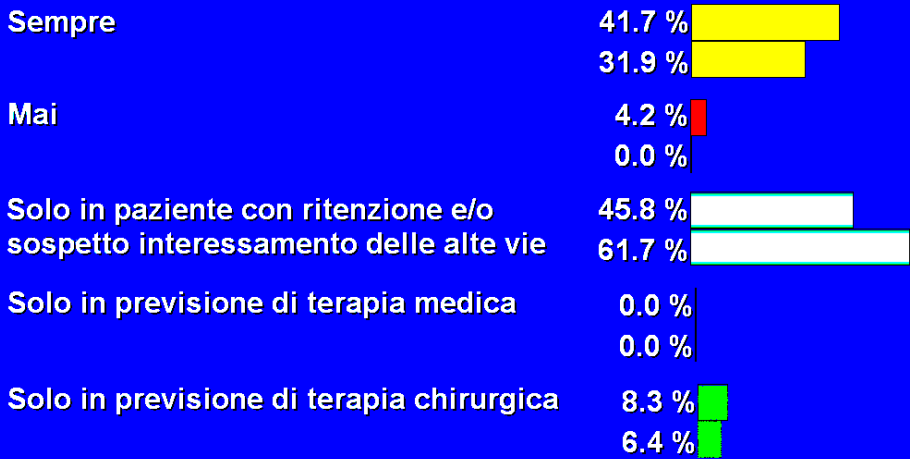 Sempre 41.7 %
31.9 %
Mai 4.2 %
0.0 %
Solo in paziente con ritenzione e/o 45.8 %
sospetto interessamento delle alte vie 61.7 %
Solo in previsione di terapia medica 0.0 %
0.0 %
Solo in previsione di terapia chirurgica 8.3 %
6.4 %